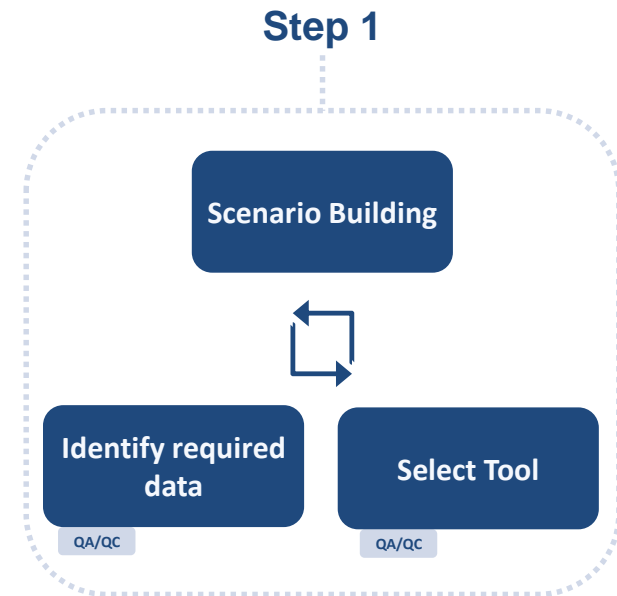 Step 1
Scenario Building
Identify required
data
Select Tool
QA/QC
QA/QC